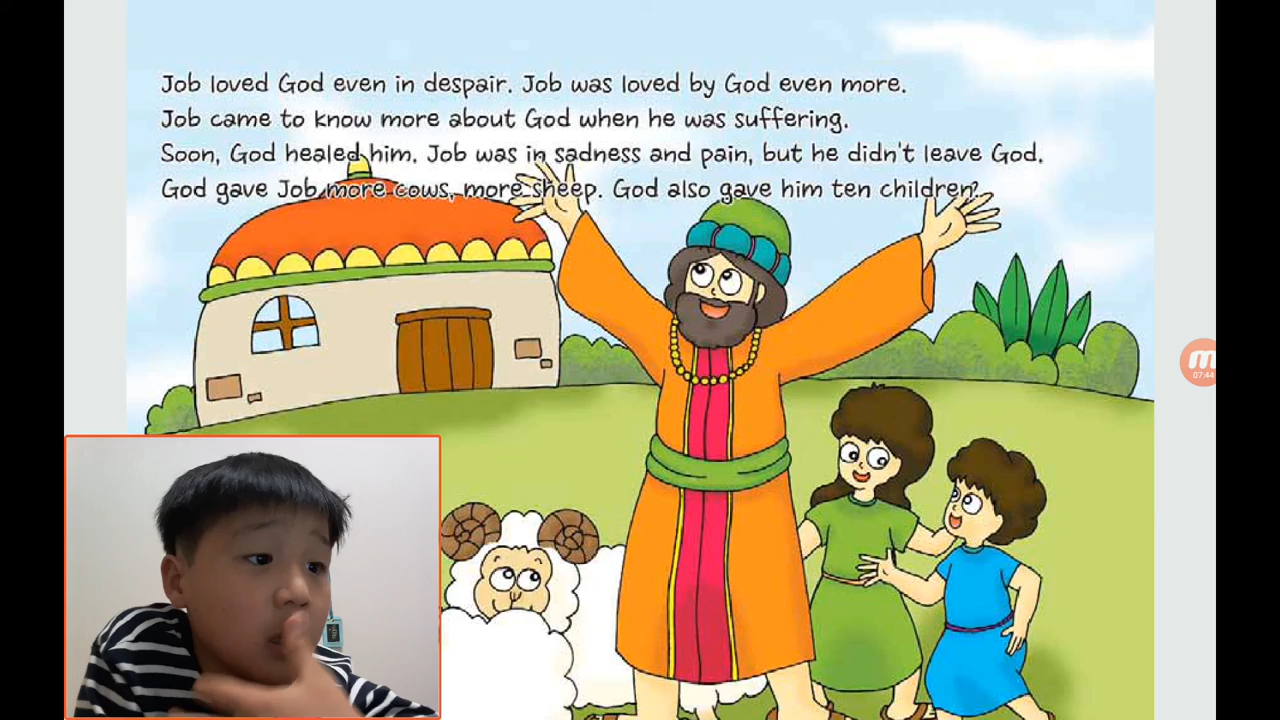 Job loved God even in despair. Job was loved by God even more.
Job came to know more about God when he was suffering.
Soon, God healed him. Job was in sadness and pain, but he didn't leave God.
God gave Job more cows, more sheep. God also gave him ten children.
M
07:44